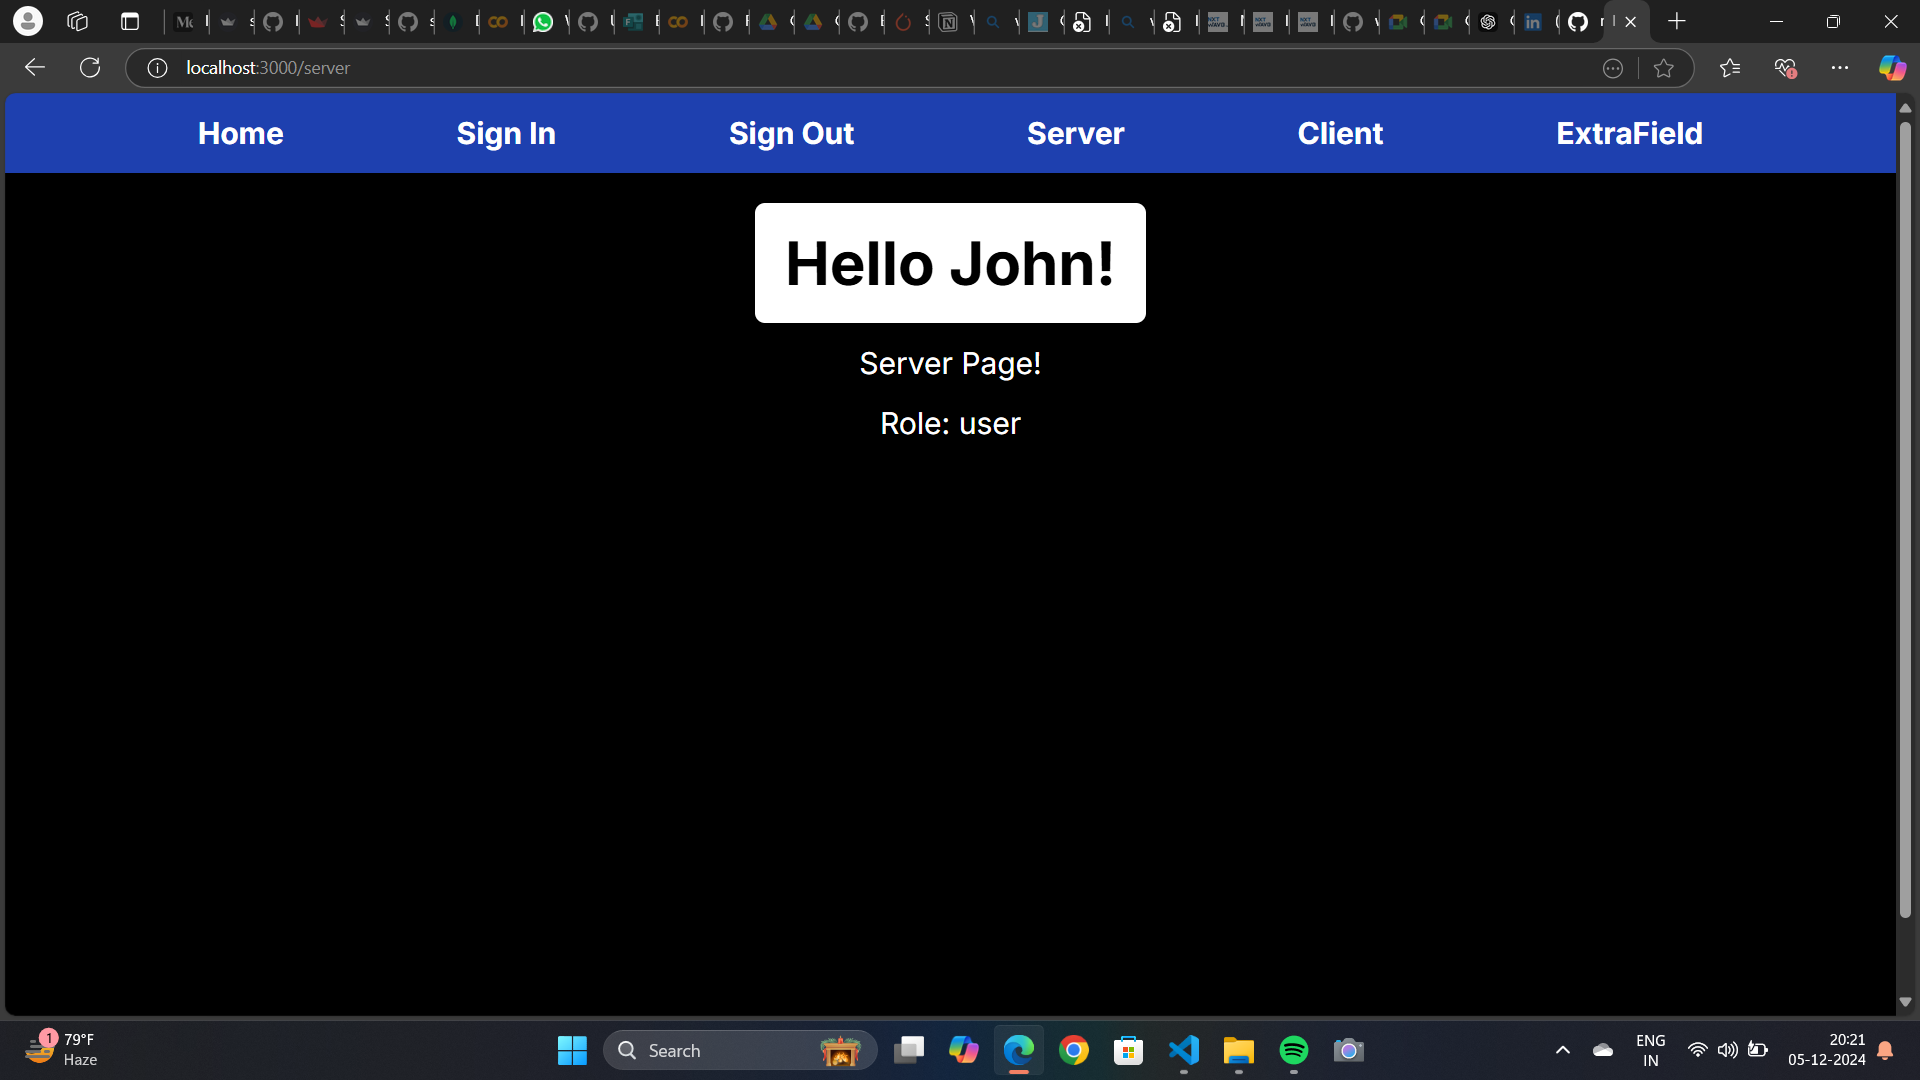 localhost:3000/server
Home Sign In Sign Out Server Client ExtraField
Hello John!
Server Page!
Role: user
1
79°F
Haze
Search
ENG
IN
20:21
05-12-2024